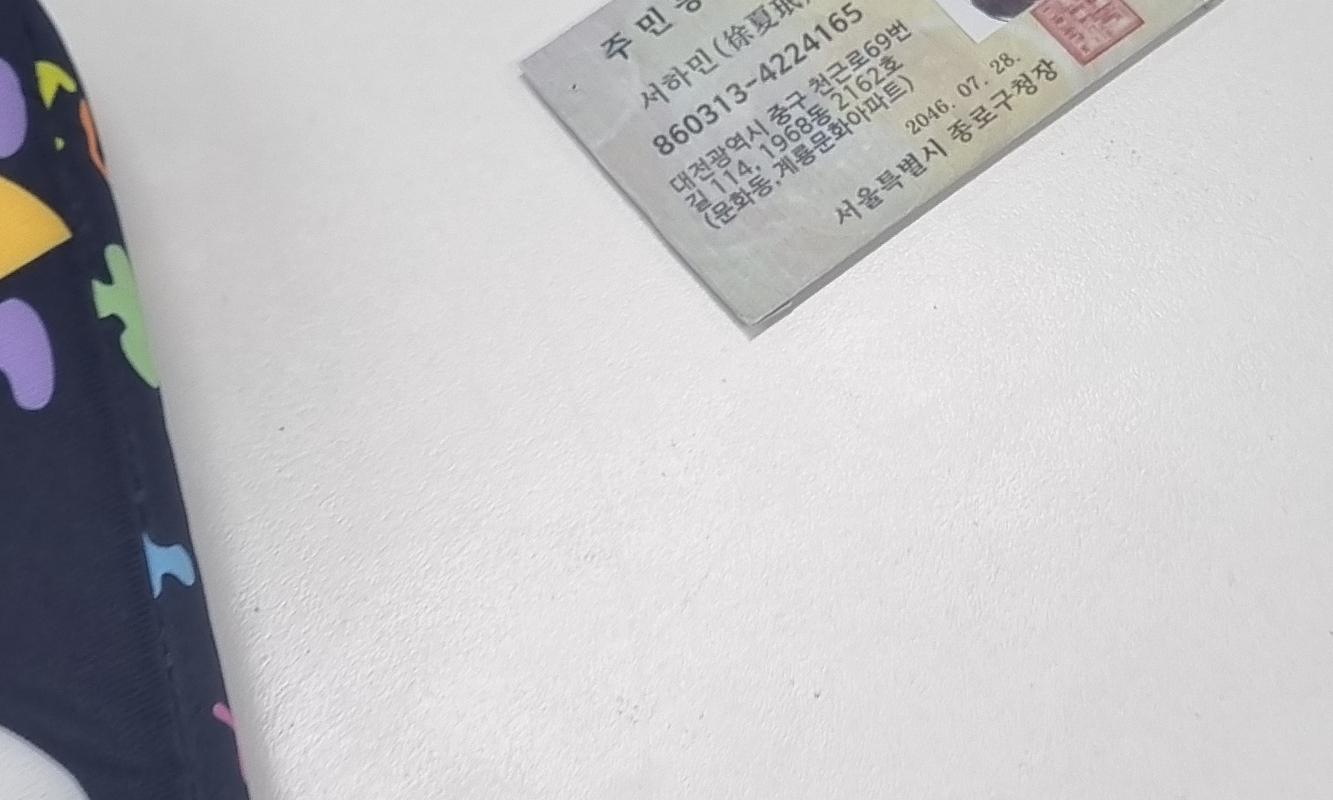 주민
서하민(徐夏珉)
860313-4224165
대전광역시 중구 천근로69번
길 114, 1968동 2162호
(문화동,계룡문화아파트)
2046. 07. 28.
서울특별시 종로구청장